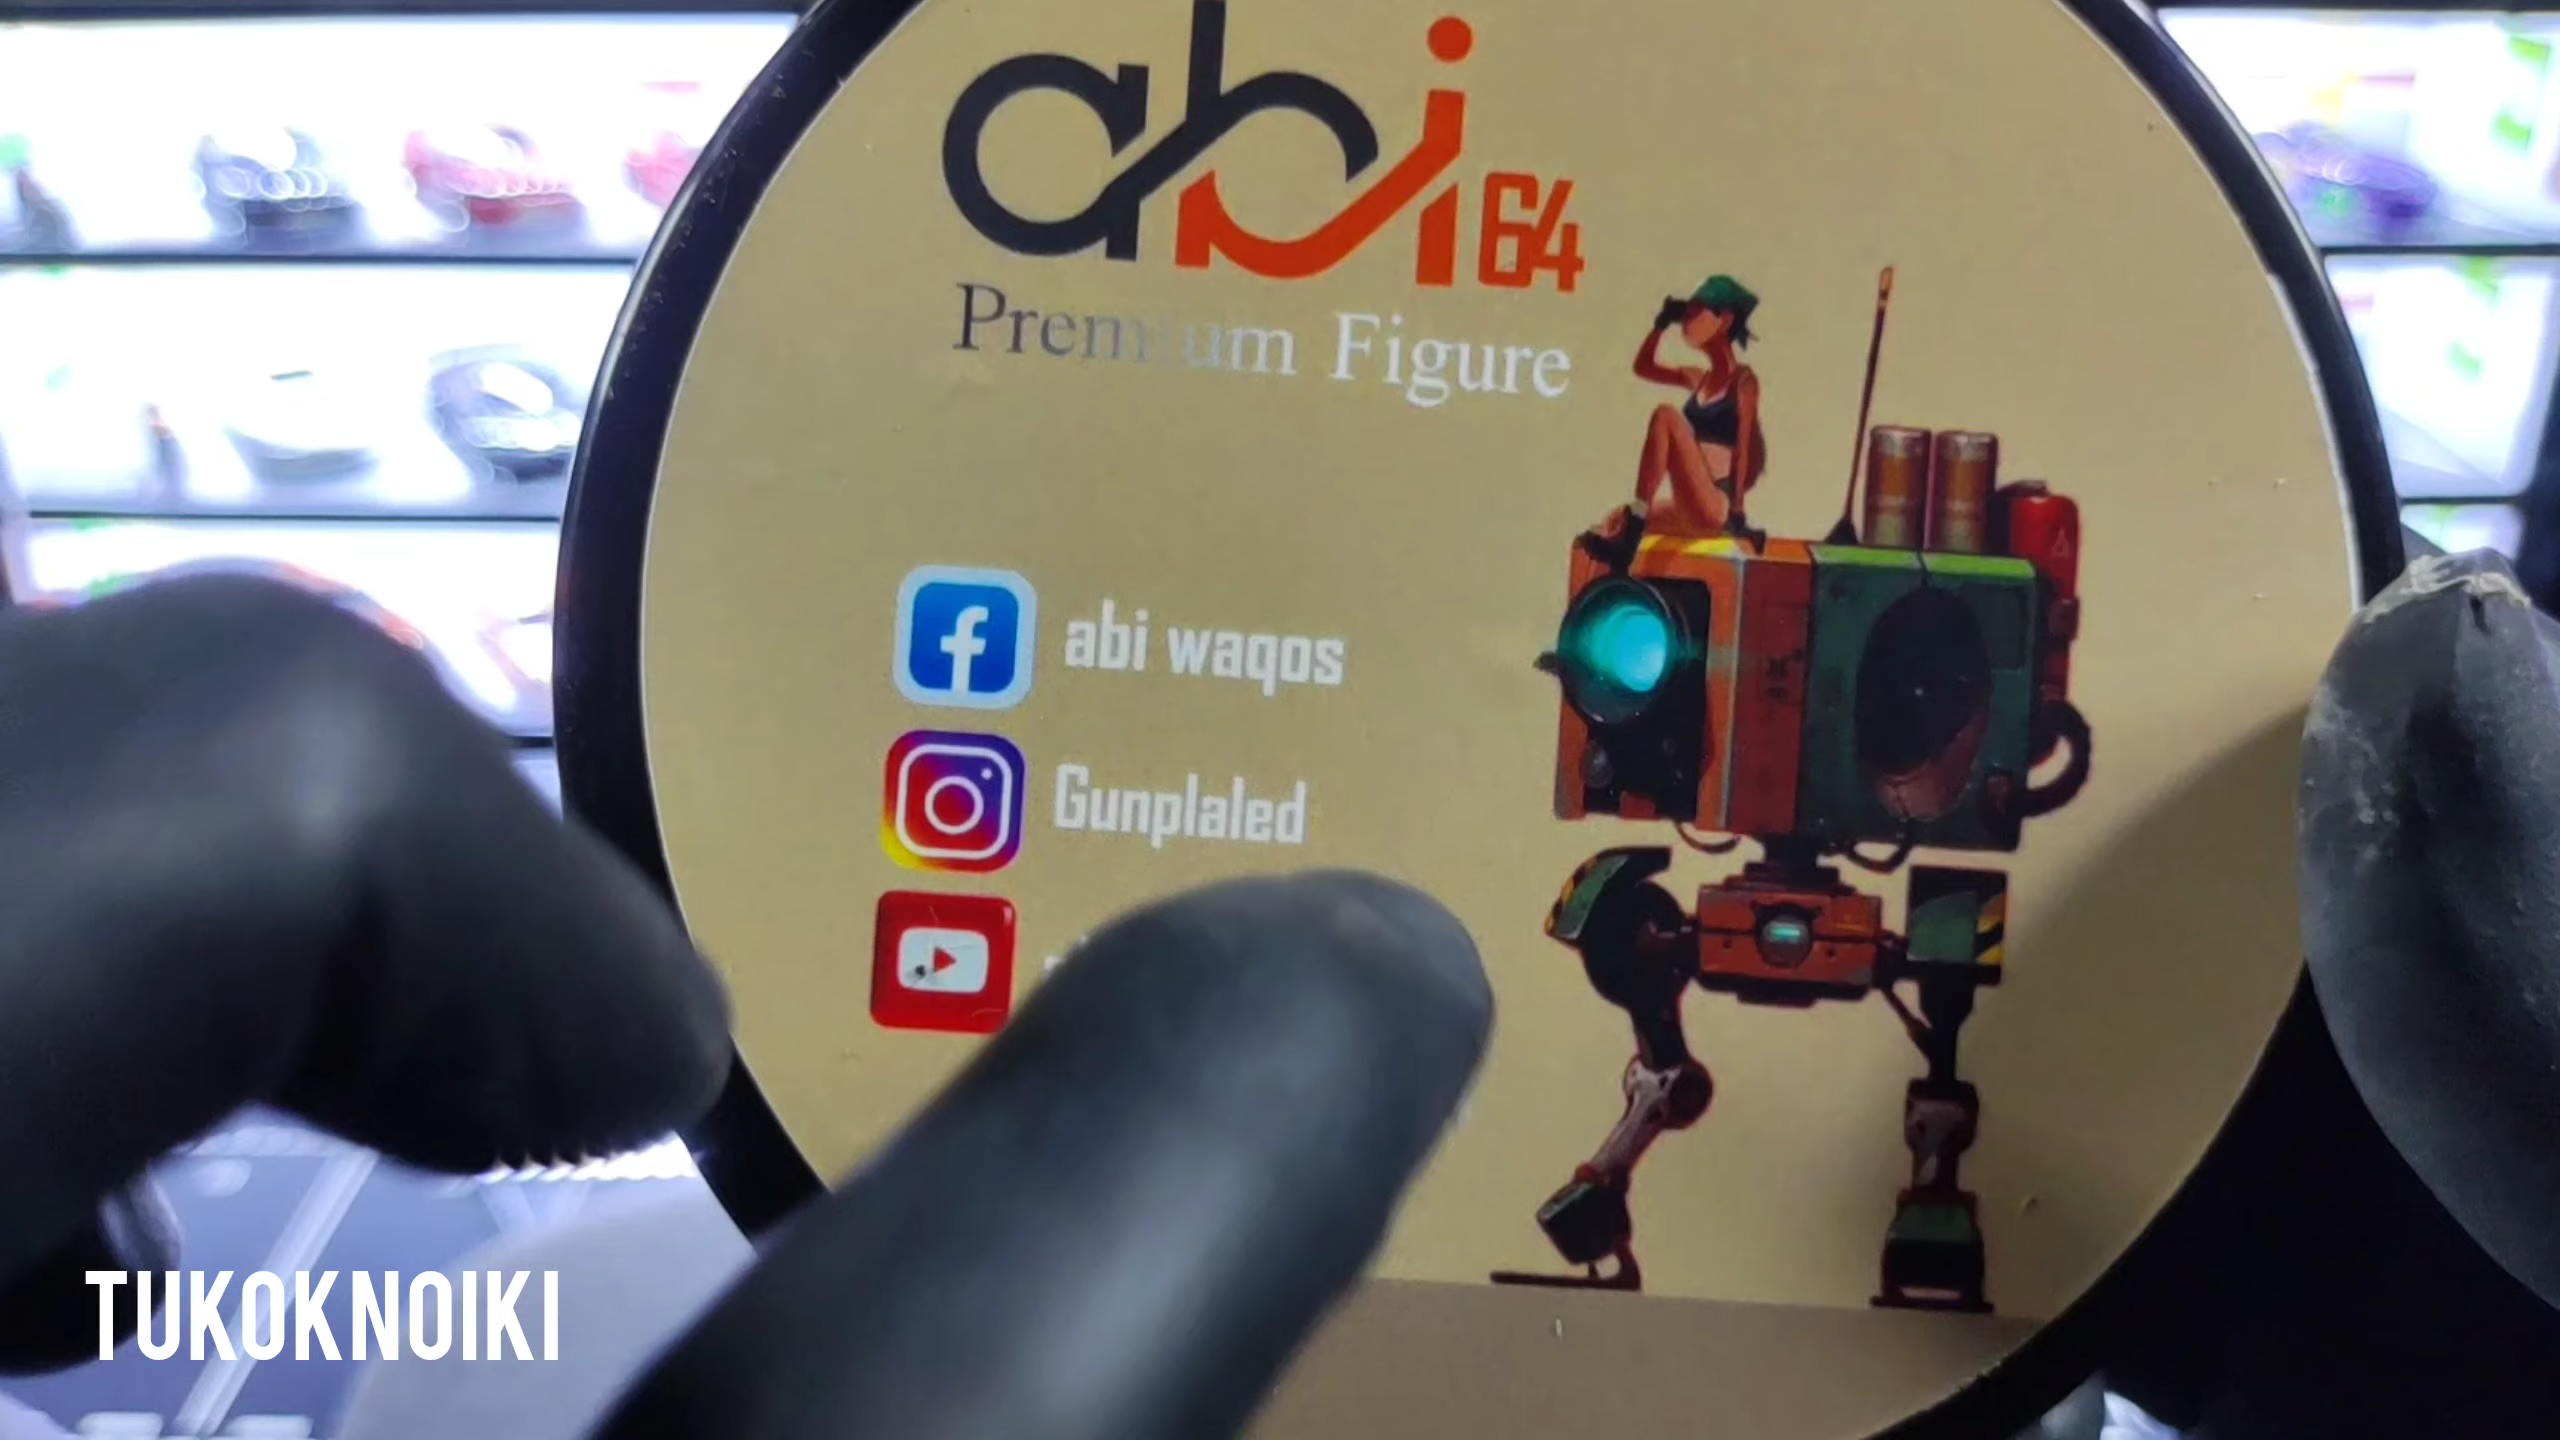 abi64
Premium Figure
abi waqos
Gunplaled
TUKOKNOIKI